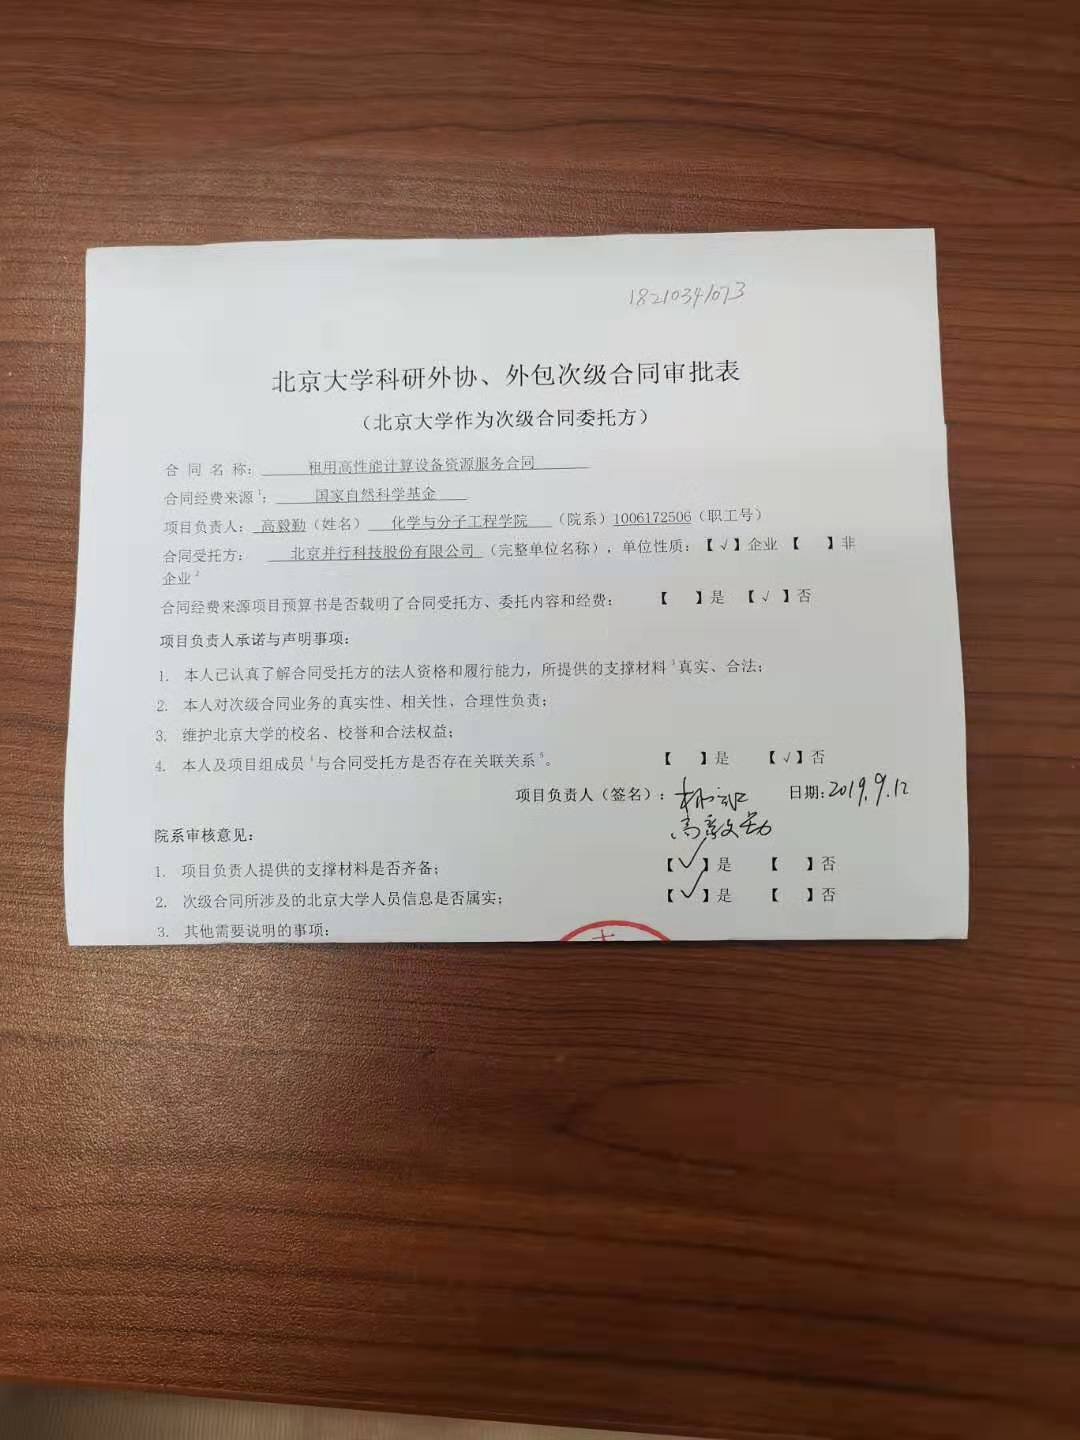 18210341073
北京大学科研外协、外包次级合同审批表
（北京大学作为次级合同委托方）
合 同 名 称：租用高性能计算设备资源服务合同
合同经费来源1：国家自然科学基金
项目负责人：高毅勤（姓名）化学与分子工程学院（院系）1006172506（职工号）
合同受托方：北京并行科技股份有限公司（完整单位名称），单位性质：【√】企业【 】非
企业2
合同经费来源项目预算书是否载明了合同受托方、委托内容和经费：【 】是【√】否
项目负责人承诺与声明事项：
1. 本人已认真了解合同受托方的法人资格和履行能力，所提供的支撑材料3真实、合法；
2. 本人对次级合同业务的真实性、相关性、合理性负责；
3. 维护北京大学的校名、校誉和合法权益；
4. 本人及项目组成员4与合同受托方是否存在关联关系5。【 】是【√】否
项目负责人（签名）：日期：2019.9.12
高毅勤
院系审核意见：
1. 项目负责人提供的支撑材料是否齐备；【√】是【 】否
2. 次级合同所涉及的北京大学人员信息是否属实；【√】是【 】否
3. 其他需要说明的事项：